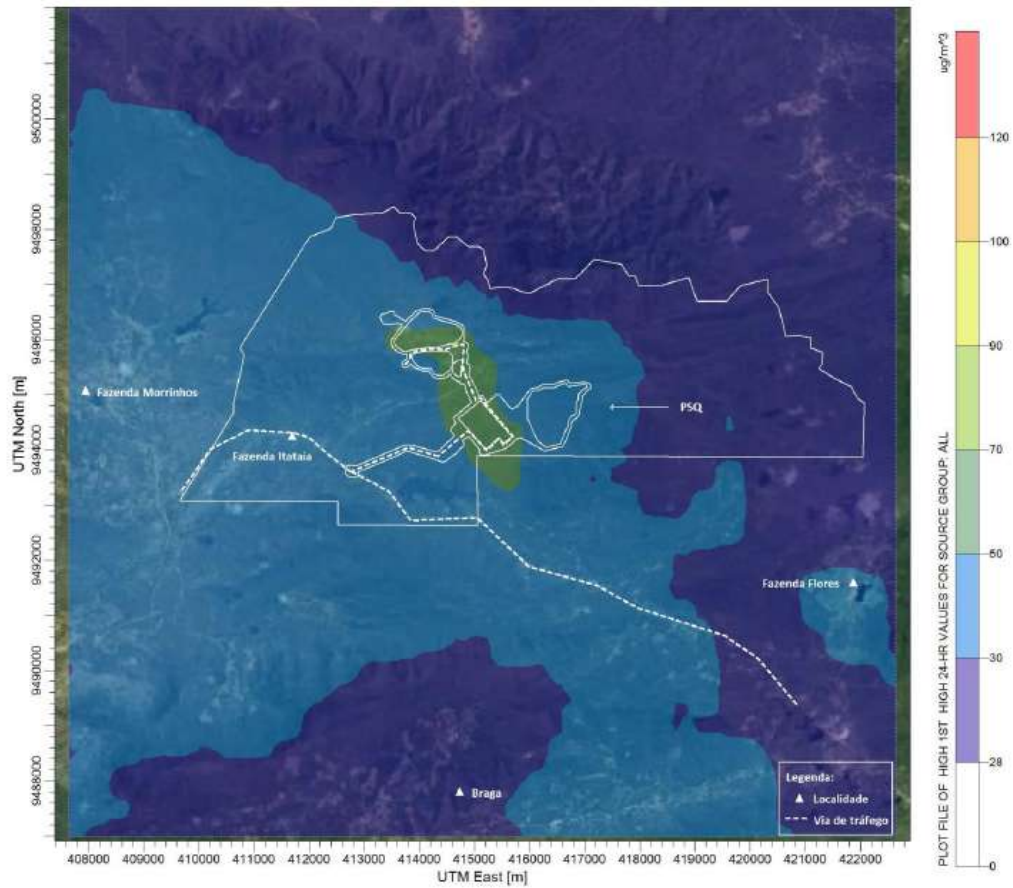 ug/m^3
120
100
90
70
50
30
28
0
PLOT FILE OF HIGH 1ST HIGH 24-HR VALUES FOR SOURCE GROUP: ALL
UTM North [m]
9500000
9498000
9496000
9494000
9492000
9490000
9488000
Fazenda Morrinhos
PSQ
Fazenda Itataia
Fazenda Flores
Braga
Legenda:
Localidade
Via de tráfego
408000 409000 410000 411000 412000 413000 414000 415000 416000 417000 418000 419000 420000 421000 422000
UTM East [m]